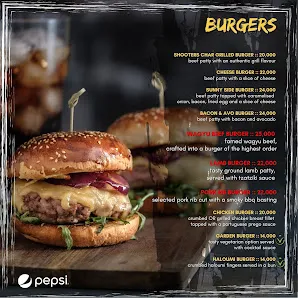 BURGERS
SHOOTERS CHAR GRILLED BURGER :: 20,000
beef patty with an authentic grill flavour
CHEESE BURGER :: 22,000
beef patty with a slice of cheese
SUNNY SIDE BURGER :: 24,000
beef patty topped with caramelised
onion, bacon, fried egg and a slice of cheese
BACON & AVO BURGER :: 24,000
beef patty with bacon and avocado
WAGYU BEEF BURGER :: 25,000
famed wagyu beef,
crafted into a burger of the highest order
LAMB BURGER :: 22,000
tasty ground lamb patty,
served with tzatziki sauce
BURGER :: 22,000
selected pork rib cut with a smoky bbq basting
CHICKEN BURGER :: 20,000
crumbed OR grilled chicken breast fillet
topped with a portuguese prego sauce
GARDEN BURGER :: 14,000
tasty vegetarian option served
with cocktail sauce
HALOUMI BURGER :: 14,000
crumbed haloumi fingers served in a bun
pepsi